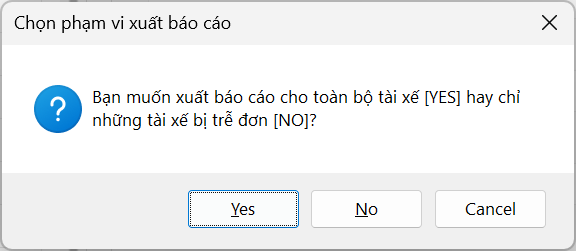 Chọn phạm vi xuất báo cáo
Bạn muốn xuất báo cáo cho toàn bộ tài xế [YES] hay chỉ
những tài xế bị trễ đơn [NO]?
Yes
No
Cancel